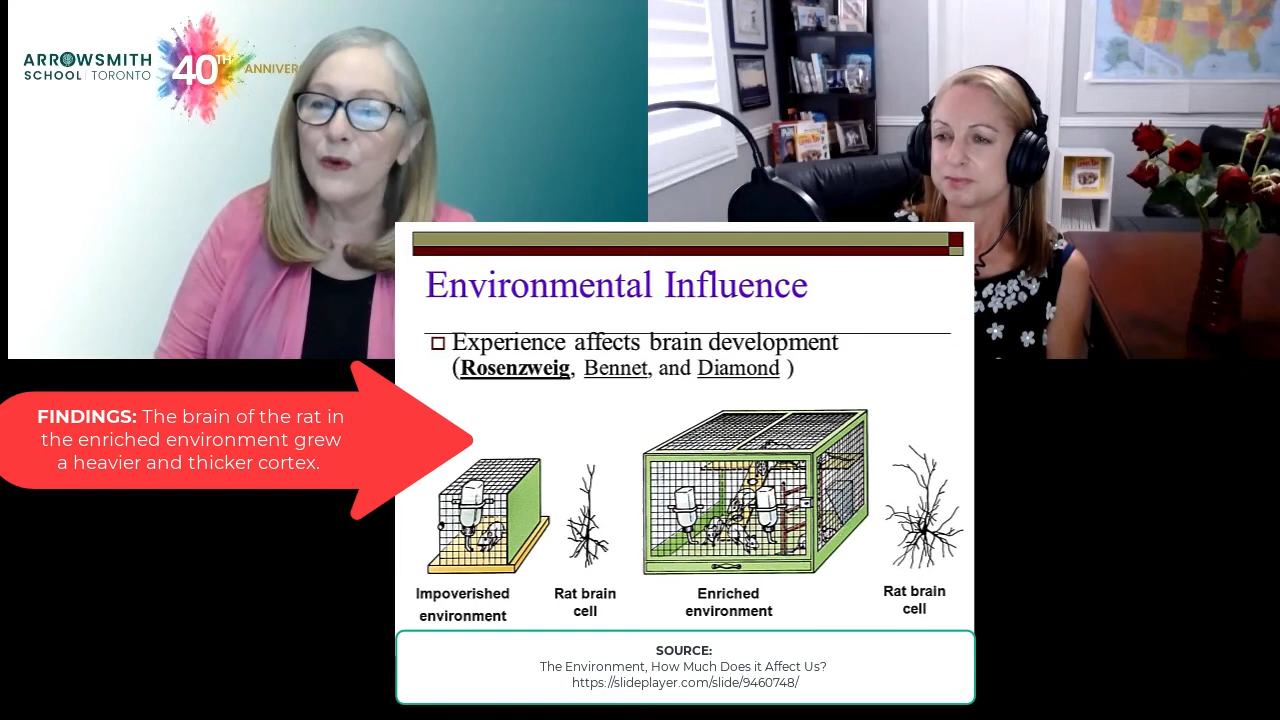 ARROWSMITH
SCHOOL | TORONTO
40TH
ANNIVER
Environmental Influence
Experience affects brain development
(Rosenzweig, Bennet, and Diamond )
FINDINGS: The brain of the rat in
the enriched environment grew
a heavier and thicker cortex.
Impoverished
environment
Rat brain
cell
Enriched
environment
Rat brain
cell
SOURCE:
The Environment, How Much Does it Affect Us?
https://slideplayer.com/slide/9460748/